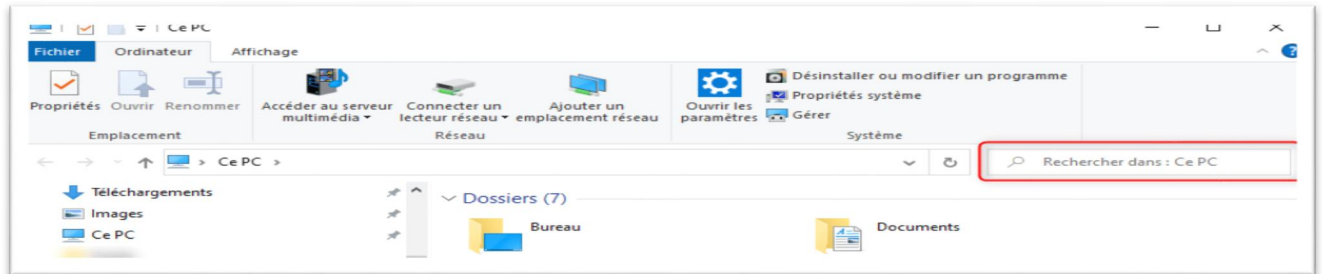 Ce PC
Fichier Ordinateur Affichage
Propriétés Ouvrir Renommer
Accéder au serveur multimédia
Connecter un lecteur réseau
Ajouter un emplacement réseau
Ouvrir les paramètres
Désinstaller ou modifier un programme
Propriétés système
Gérer
Emplacement Réseau Système
Ce PC
Rechercher dans : Ce PC
Téléchargements
Images
Ce PC
Dossiers (7)
Bureau
Documents